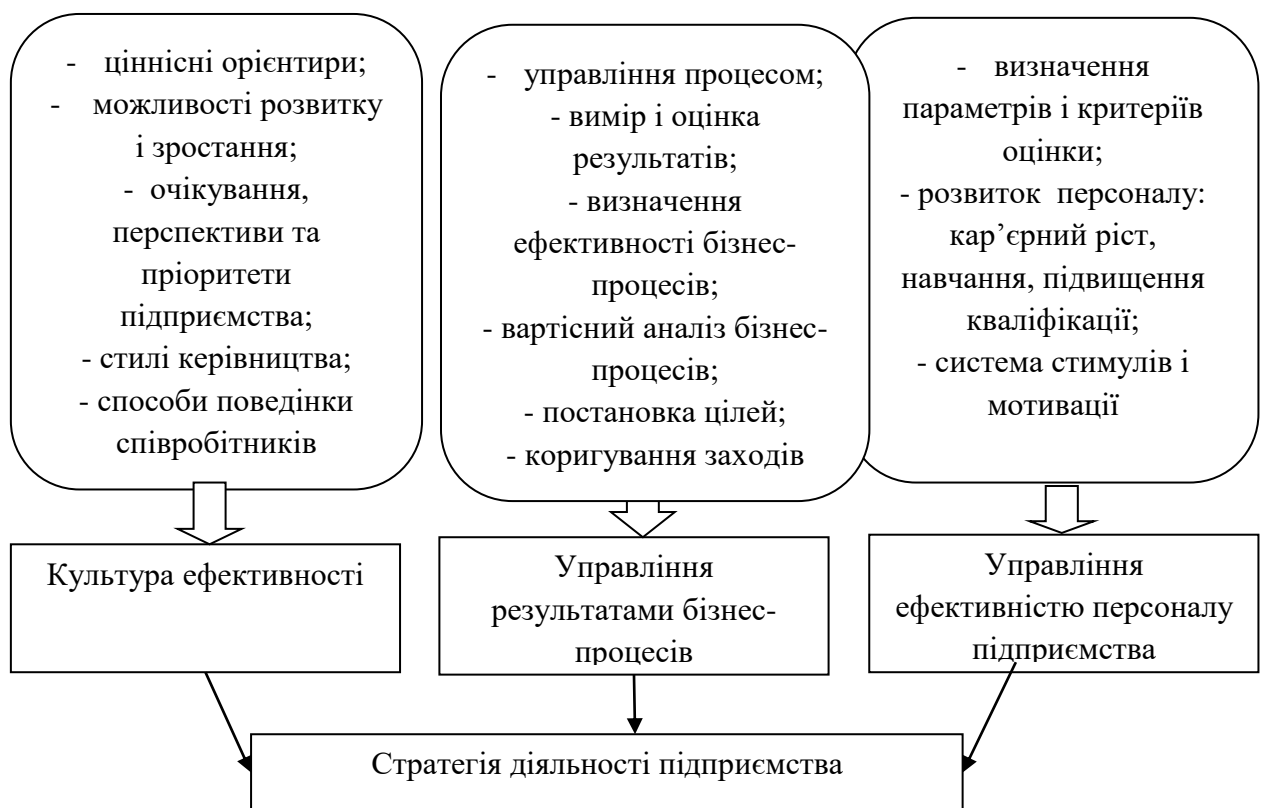 - ціннісні орієнтири;
- можливості розвитку
і зростання;
- очікування,
перспективи та
пріоритети
підприємства;
- стилі керівництва;
- способи поведінки
співробітників
- управління процесом;
- вимір і оцінка
результатів;
- визначення
ефективності бізнес-
процесів;
- вартісний аналіз бізнес-
процесів;
- постановка цілей;
- коригування заходів
- визначення
параметрів і критеріїв
оцінки;
- розвиток персоналу:
кар’єрний ріст,
навчання, підвищення
кваліфікації;
- система стимулів і
мотивації
Культура ефективності
Управління
результатами бізнес-
процесів
Управління
ефективністю персоналу
підприємства
Стратегія діяльності підприємства